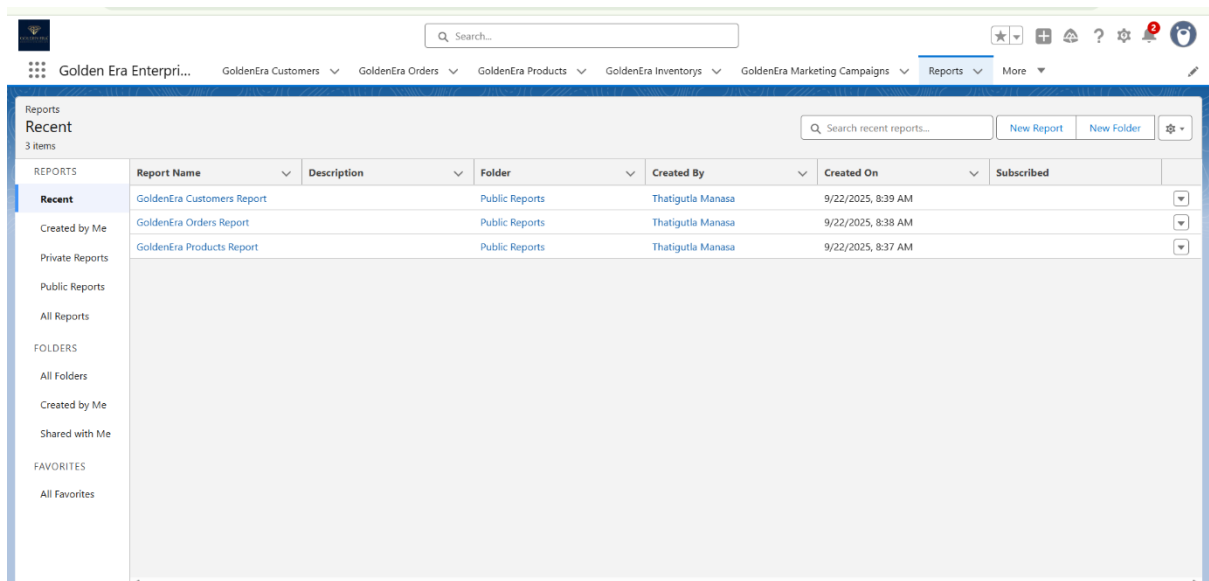 Search...
2
Golden Era Enterpri... GoldenEra Customers GoldenEra Orders GoldenEra Products GoldenEra Inventorys GoldenEra Marketing Campaigns Reports More
Reports
Recent
3 items
Search recent reports... New Report New Folder
REPORTS Report Name Description Folder Created By Created On Subscribed
Recent GoldenEra Customers Report Public Reports Thatigutla Manasa 9/22/2025, 8:39 AM
Created by Me GoldenEra Orders Report Public Reports Thatigutla Manasa 9/22/2025, 8:38 AM
Private Reports GoldenEra Products Report Public Reports Thatigutla Manasa 9/22/2025, 8:37 AM
Public Reports
All Reports
FOLDERS
All Folders
Created by Me
Shared with Me
FAVORITES
All Favorites